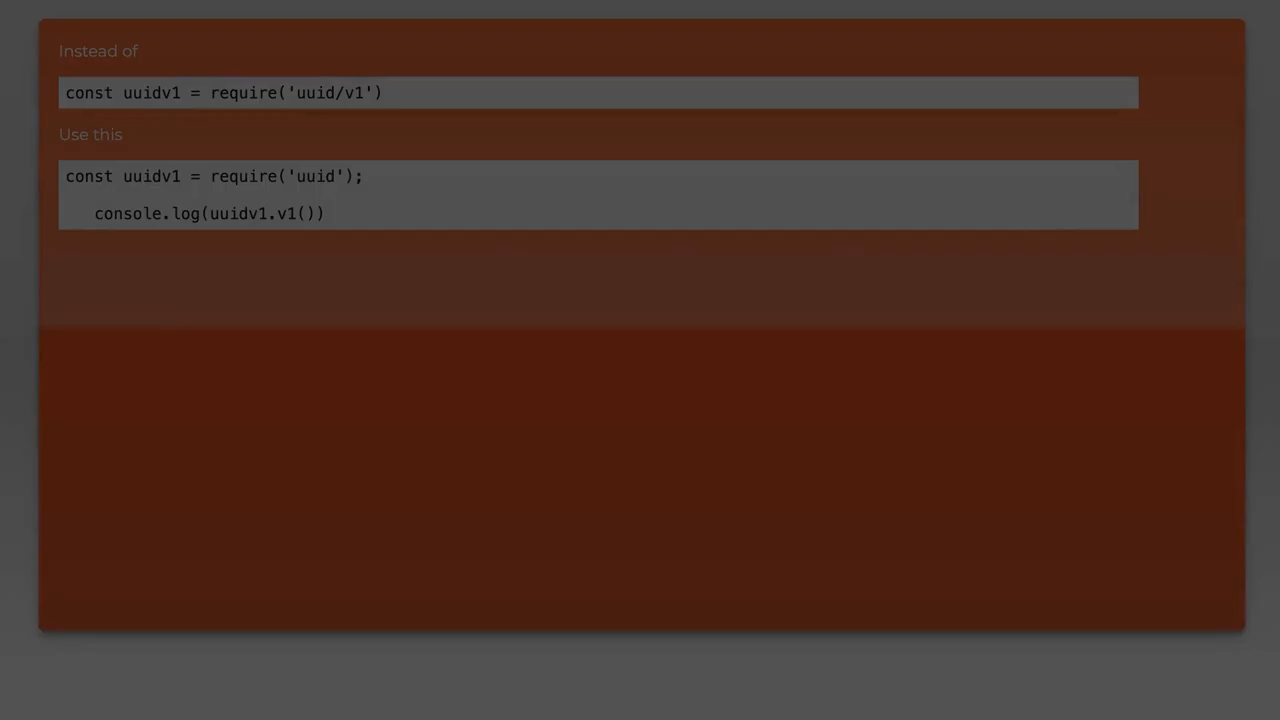 Instead of
const uuidv1 = require('uuid/v1')
Use this
const uuidv1 = require('uuid');
console.log(uuidv1.v1())